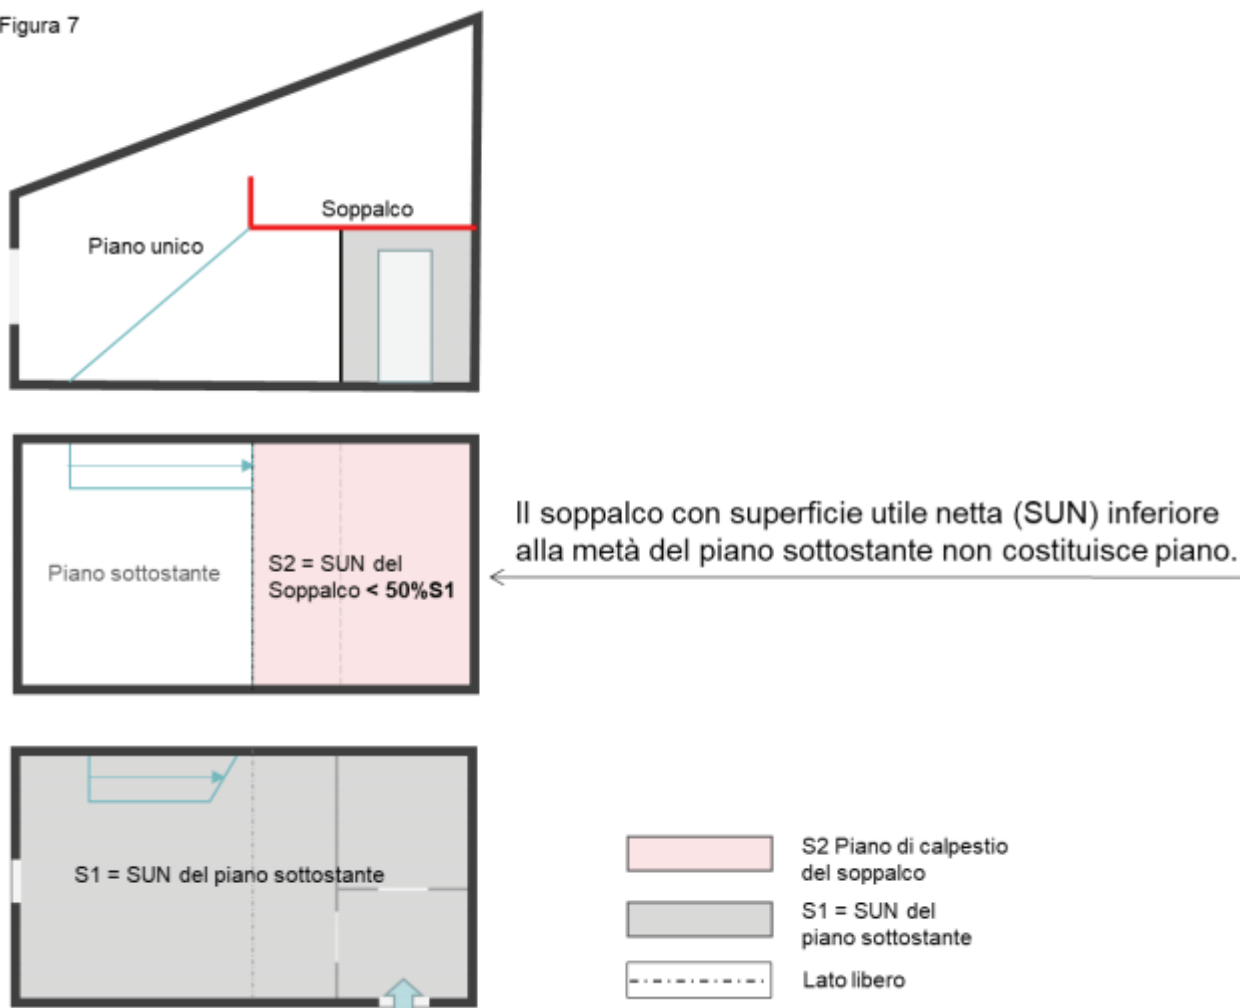 Figura 7
Soppalco
Piano unico
Il soppalco con superficie utile netta (SUN) inferiore
alla metà del piano sottostante non costituisce piano.
Piano sottostante
S2 = SUN del
Soppalco < 50%S1
S1 = SUN del piano sottostante
S2 Piano di calpestio
del soppalco
S1 = SUN del
piano sottostante
Lato libero